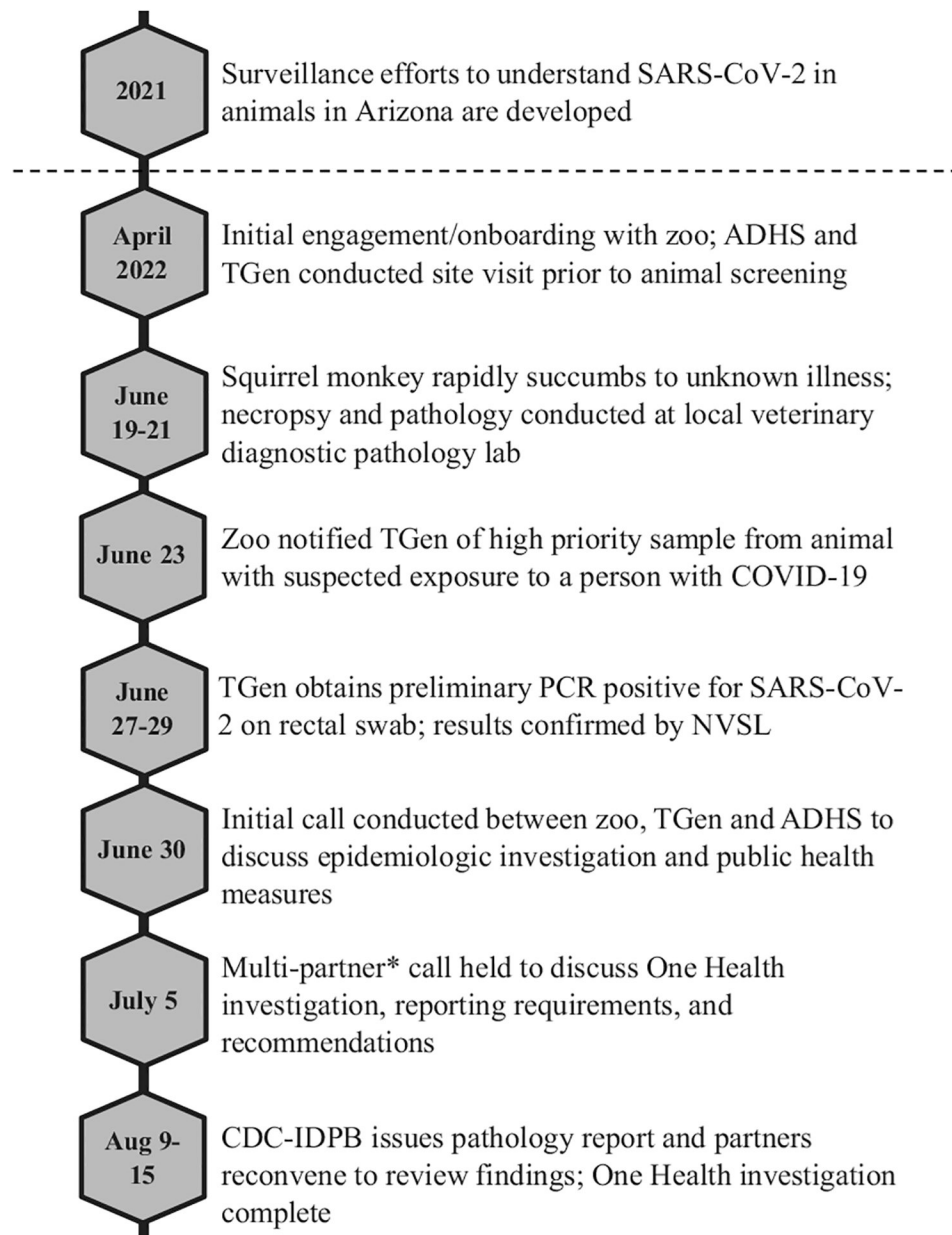 2021
Surveillance efforts to understand SARS-CoV-2 in
animals in Arizona are developed
April
2022
Initial engagement/onboarding with zoo; ADHS and
TGen conducted site visit prior to animal screening
June
19-21
Squirrel monkey rapidly succumbs to unknown illness;
necropsy and pathology conducted at local veterinary
diagnostic pathology lab
June 23
Zoo notified TGen of high priority sample from animal
with suspected exposure to a person with COVID-19
June
27-29
TGen obtains preliminary PCR positive for SARS-CoV-
2 on rectal swab; results confirmed by NVSL
June 30
Initial call conducted between zoo, TGen and ADHS to
discuss epidemiologic investigation and public health
measures
July 5
Multi-partner* call held to discuss One Health
investigation, reporting requirements, and
recommendations
Aug 9-
15
CDC-IDPB issues pathology report and partners
reconvene to review findings; One Health investigation
complete